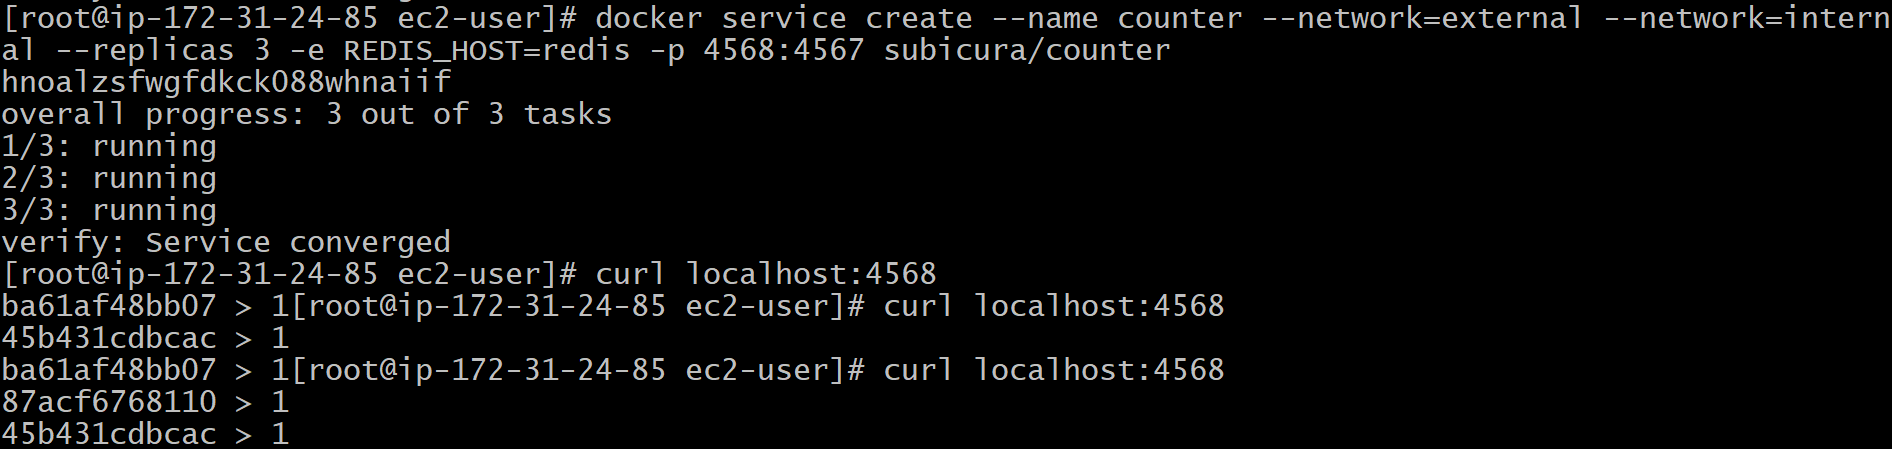 [root@ip-172-31-24-85 ec2-user]# docker service create --name counter --network=external --network=intern
al --replicas 3 -e REDIS_HOST=redis -p 4568:4567 subicura/counter
hnoalzsfwgfdkck088whnaiif
overall progress: 3 out of 3 tasks
1/3: running
2/3: running
3/3: running
verify: Service converged
[root@ip-172-31-24-85 ec2-user]# curl localhost:4568
ba61af48bb07 > 1[root@ip-172-31-24-85 ec2-user]# curl localhost:4568
45b431cdbcac > 1
ba61af48bb07 > 1[root@ip-172-31-24-85 ec2-user]# curl localhost:4568
87acf6768110 > 1
45b431cdbcac > 1